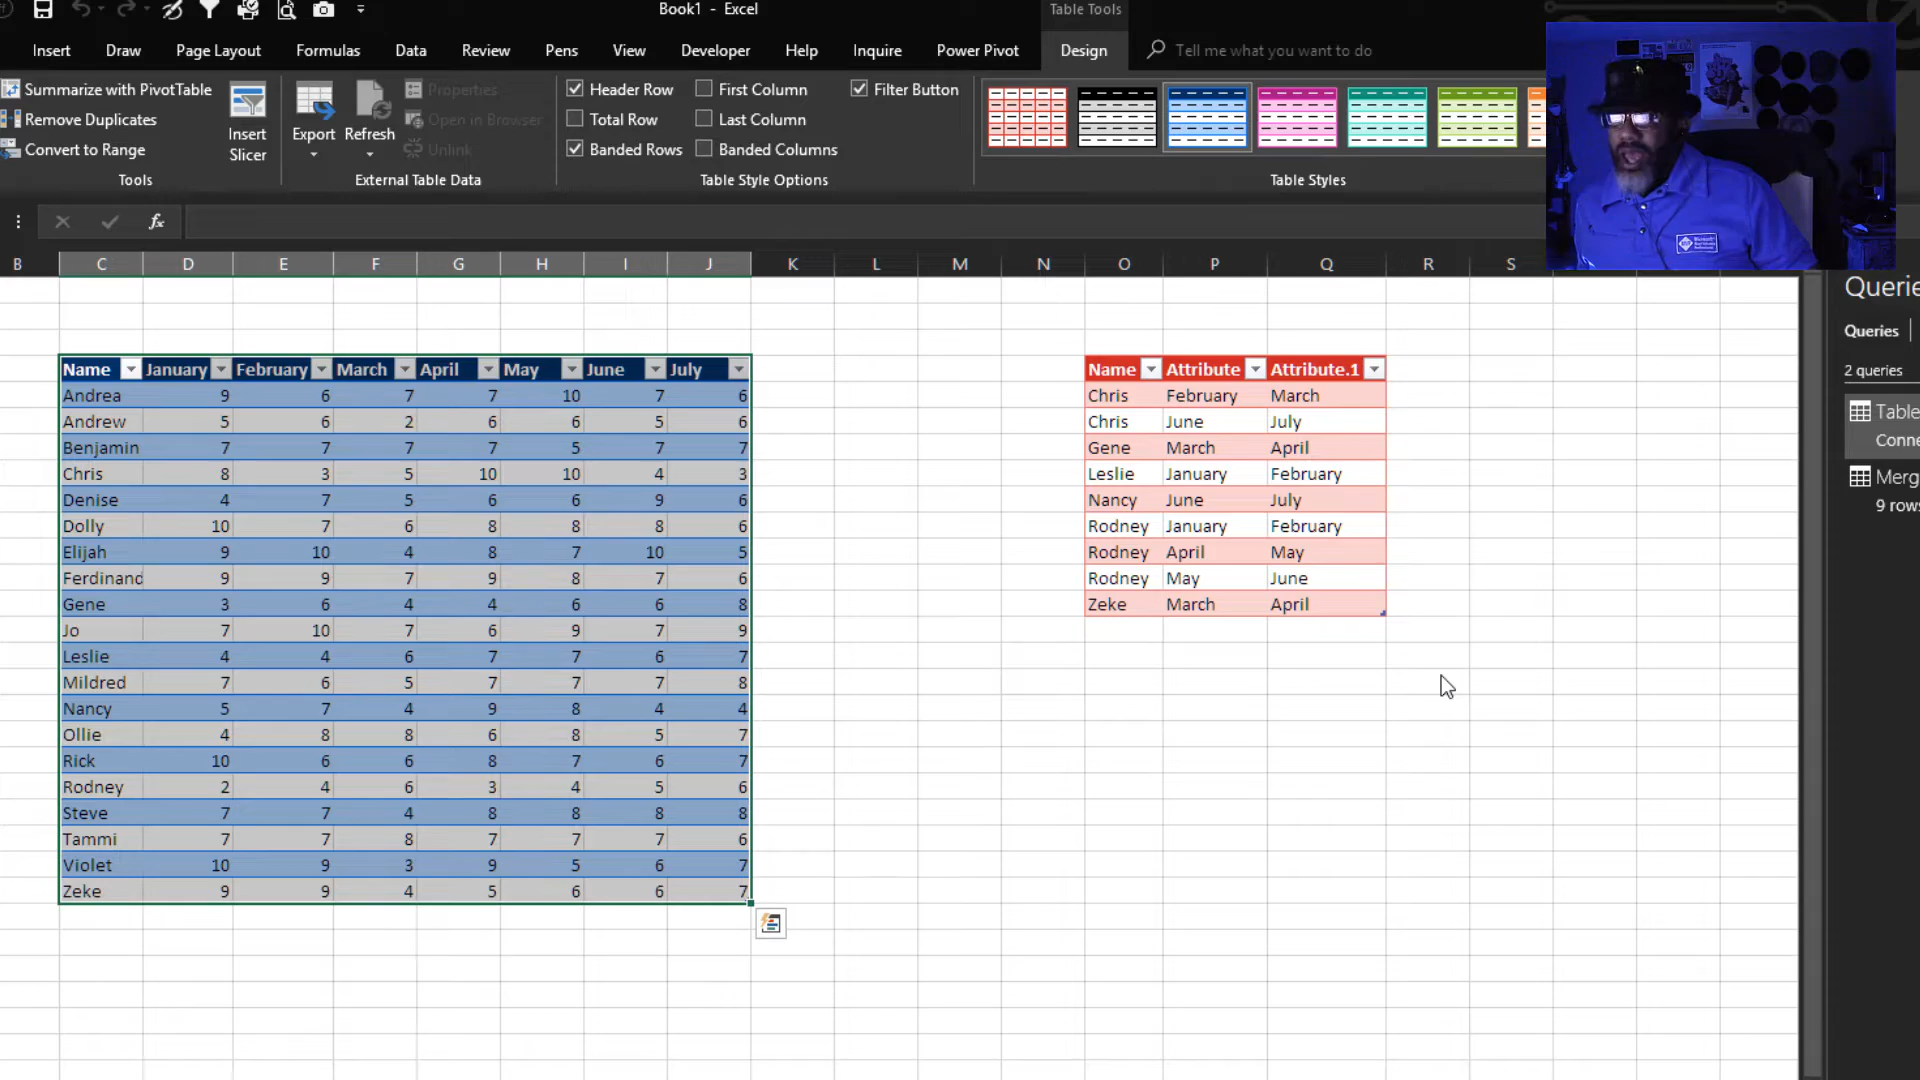 Book1 - Excel
Table Tools
Insert Draw Page Layout Formulas Data Review Pens View Developer Help Inquire Power Pivot Design Tell me what you want to do
Summarize with PivotTable
Remove Duplicates
Convert to Range
Tools
Insert Slicer
Export
Refresh
Properties
Open in Browser
Unlink
External Table Data
Header Row First Column Filter Button
Total Row Last Column
Banded Rows Banded Columns
Table Style Options
Table Styles
fx
B C D E F G H I J K L M N O P Q R S
Name January February March April May June July
Andrea 9 6 7 7 10 7 6
Andrew 5 6 2 6 6 5 6
Benjamin 7 7 7 7 5 7 7
Chris 8 3 5 10 10 4 3
Denise 4 7 5 6 6 9 6
Dolly 10 7 6 8 8 8 6
Elijah 9 10 4 8 7 10 5
Ferdinand 9 9 7 9 8 7 6
Gene 3 6 4 4 6 6 8
Jo 7 10 7 6 9 7 9
Leslie 4 4 6 7 7 6 7
Mildred 7 6 5 7 7 7 8
Nancy 5 7 4 9 8 4 4
Ollie 4 8 8 6 8 5 7
Rick 10 6 6 8 7 6 7
Rodney 2 4 6 3 4 5 6
Steve 7 7 4 8 8 8 8
Tammi 7 7 8 7 7 7 6
Violet 10 9 3 9 5 6 7
Zeke 9 9 4 5 6 6 7
Name Attribute Attribute.1
Chris February March
Chris June July
Gene March April
Leslie January February
Nancy June July
Rodney January February
Rodney April May
Rodney May June
Zeke March April
Querie
Queries
2 queries
Table
Conne
Merg
9 rows